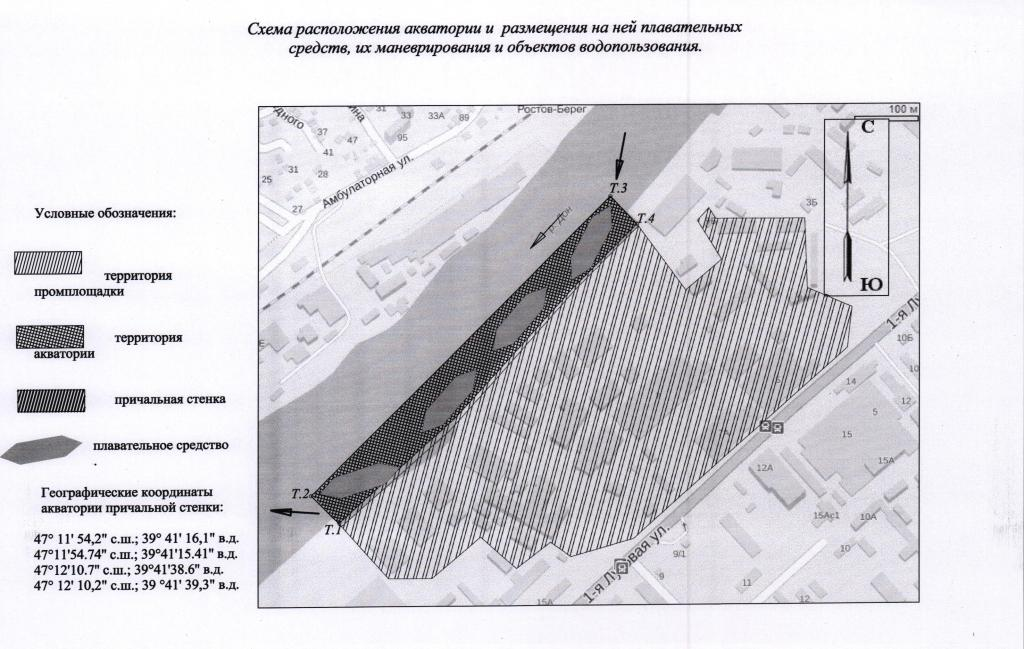 Схема расположения акватории и размещения на ней плавательных
средств, их маневрирования и объектов водопользования.
Ростов-Берег
100 м
С
Ю
31
33
33А
89
37
47
95
41
31
28
25
27
Амбулаторная ул.
р. Дон
Т.3
Т.4
3Б
Условные обозначения:
территория
промплощадки
территория
акватории
причальная стенка
плавательное средство
Географические координаты
акватории причальной стенки:
47° 11' 54,2" с.ш.; 39° 41' 16,1" в.д.
47°11'54.74" с.ш.; 39°41'15.41" в.д.
47°12'10.7" с.ш.; 39°41'38.6" в.д.
47° 12' 10,2" с.ш.; 39 °41' 39,3" в.д.
Т.2
Т.1
10Б
10
14
12
5
15
15А
12А
15Ас1
10А
10
9/1
9
11
12
15А
1-я Луговая ул.